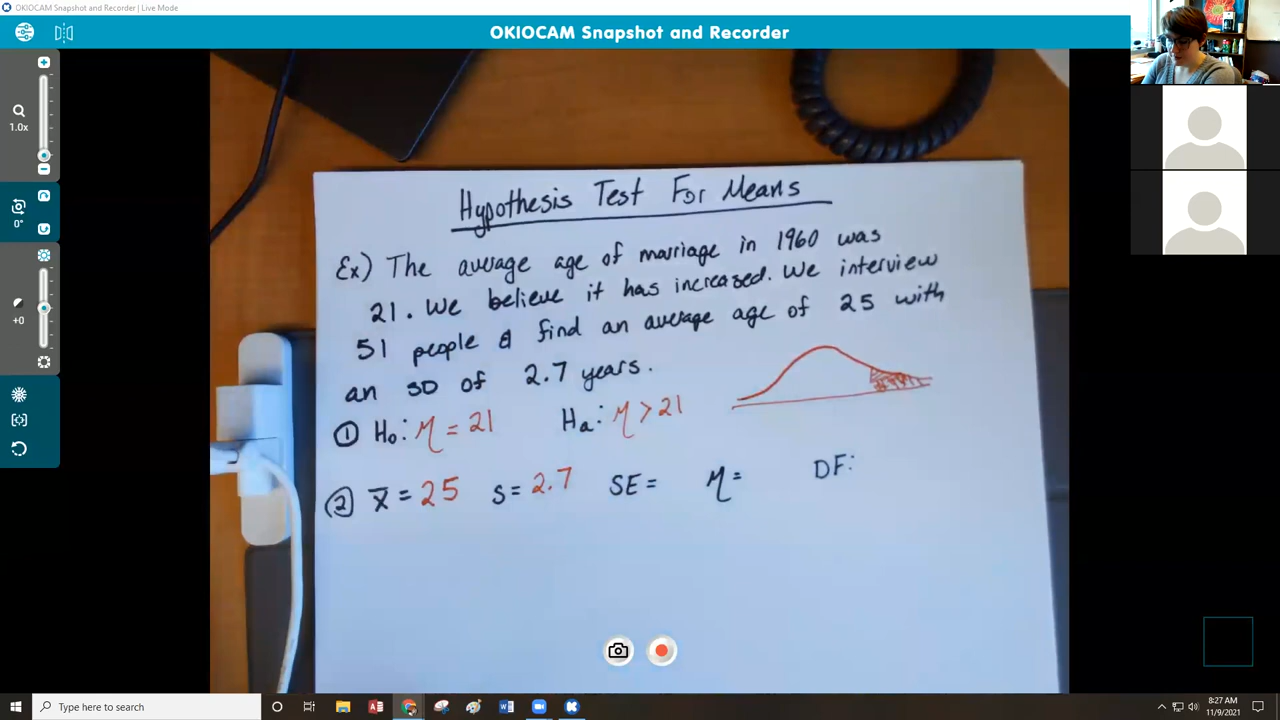 OKIOCAM Snapshot and Recorder | Live Mode
OKIOCAM Snapshot and Recorder
1.0x
0°
+0
Hypothesis Test For Means
Ex) The average age of marriage in 1960 was
21. We believe it has increased. We interview
51 people & find an average age of 25 with
an SD of 2.7 years.
① H₀: μ = 21 Hₐ: μ > 21
② x̄ = 25 s = 2.7 SE = μ = DF:
Type here to search
8:27 AM
11/9/2021